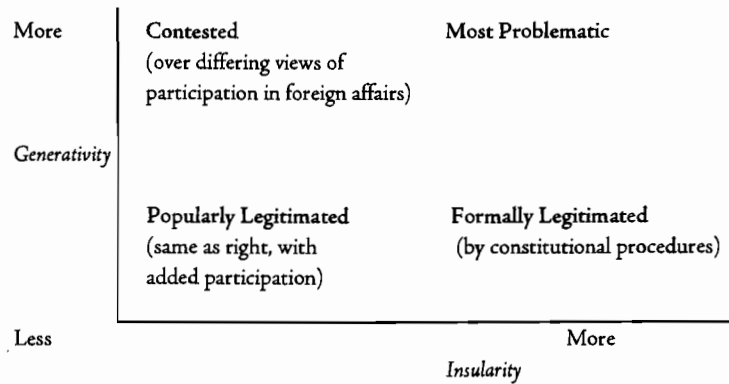 More
Contested
Most Problematic
(over differing views of
participation in foreign affairs)
Generativity
Popularly Legitimated
Formally Legitimated
(same as right, with
(by constitutional procedures)
added participation)
Less
More
Insularity